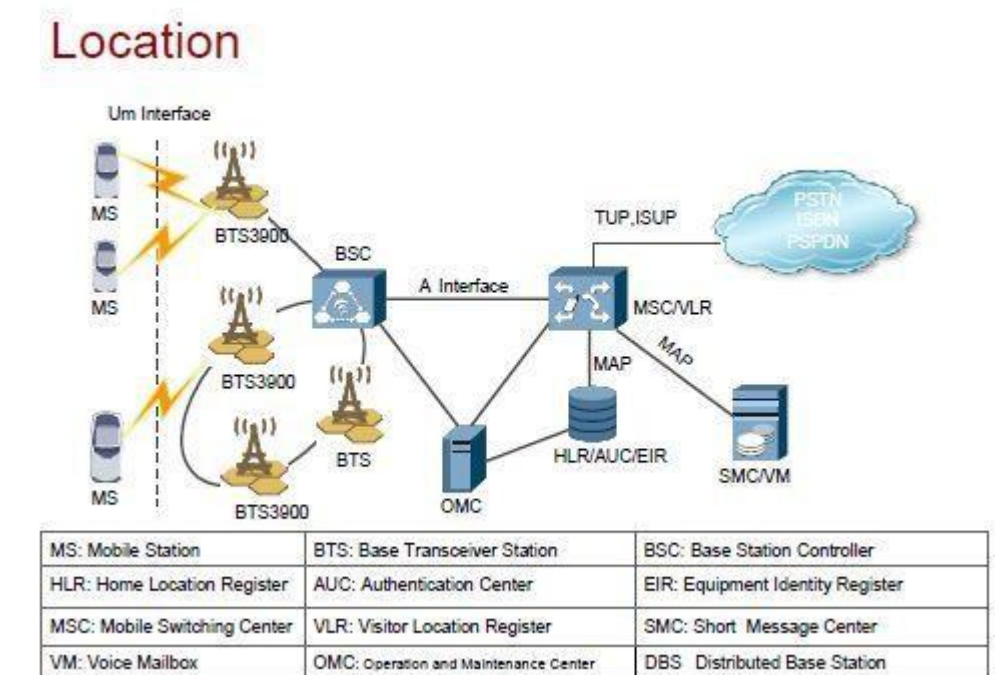 Location
Um Interface
MS
BTS3900
MS
BSC
A Interface
TUP,ISUP
PSTN
ISDN
PSPDN
MSC/VLR
MAP
MAP
BTS3900
BTS
MS
BTS3900
OMC
HLR/AUC/EIR
SMC/VM
MS: Mobile Station
BTS: Base Transceiver Station
BSC: Base Station Controller
HLR: Home Location Register
AUC: Authentication Center
EIR: Equipment Identity Register
MSC: Mobile Switching Center
VLR: Visitor Location Register
SMC: Short Message Center
VM: Voice Mailbox
OMC: Operation and Maintenance Center
DBS Distributed Base Station